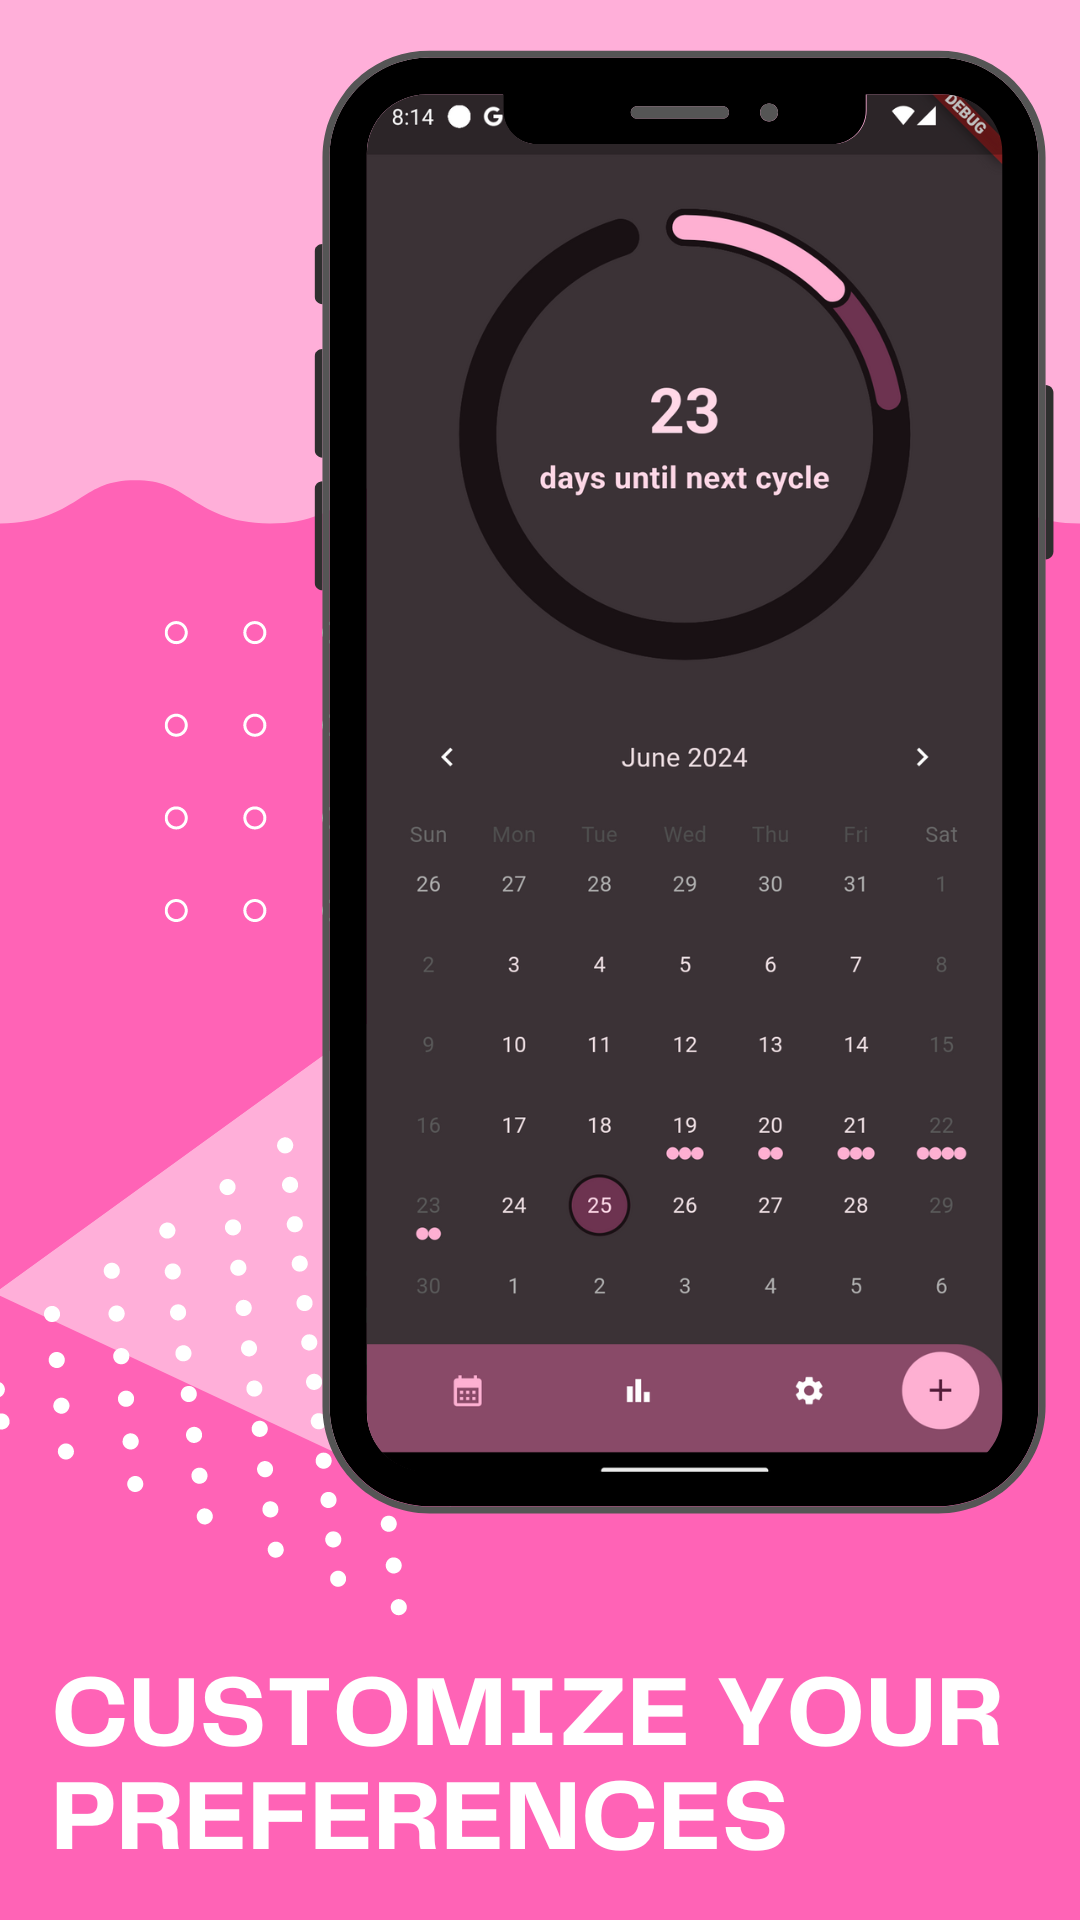 8:14 G
DEBUG
23
days until next cycle
June 2024
Sun Mon Tue Wed Thu Fri Sat
26 27 28 29 30 31 1
2 3 4 5 6 7 8
9 10 11 12 13 14 15
16 17 18 19 20 21 22
23 24 25 26 27 28 29
30 1 2 3 4 5 6
CUSTOMIZE YOUR
PREFERENCES